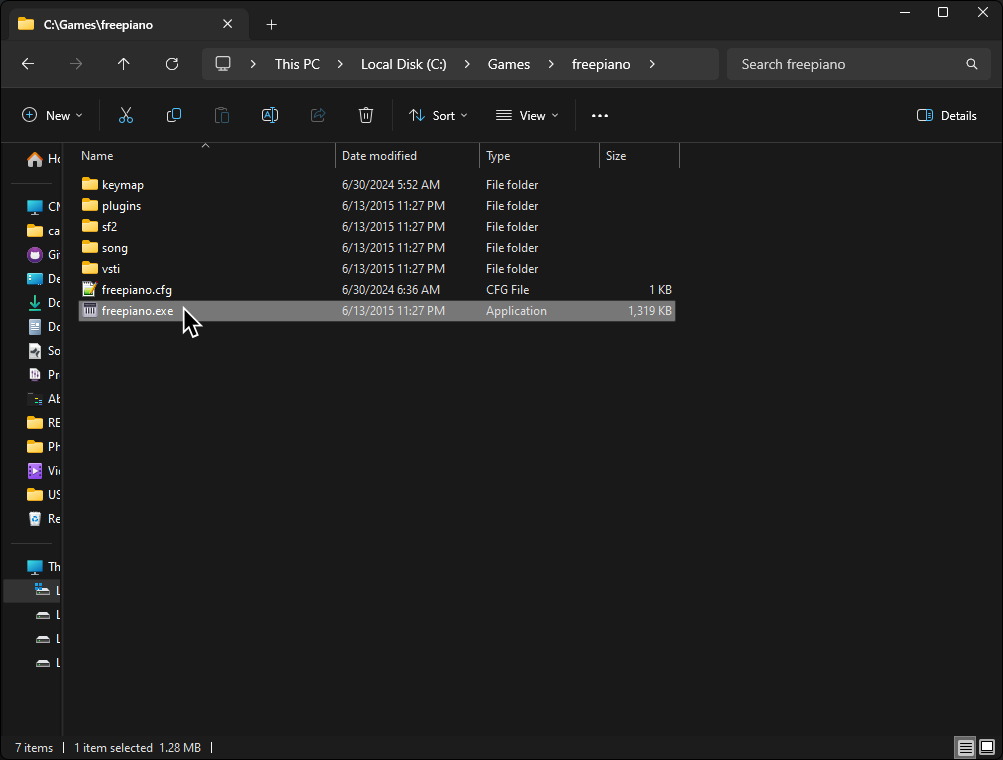 C:\Games\freepiano
This PC Local Disk (C:) Games freepiano Search freepiano
New Sort View Details
Name Date modified Type Size
keymap 6/30/2024 5:52 AM File folder
plugins 6/13/2015 11:27 PM File folder
sf2 6/13/2015 11:27 PM File folder
song 6/13/2015 11:27 PM File folder
vsti 6/13/2015 11:27 PM File folder
freepiano.cfg 6/30/2024 6:36 AM CFG File 1 KB
freepiano.exe 6/13/2015 11:27 PM Application 1,319 KB
Ho
CM
ca
Gi
De
Do
Do
So
Pr
Ab
RE
Ph
Vi
US
Re
Th
L
L
L
L
7 items 1 item selected 1.28 MB